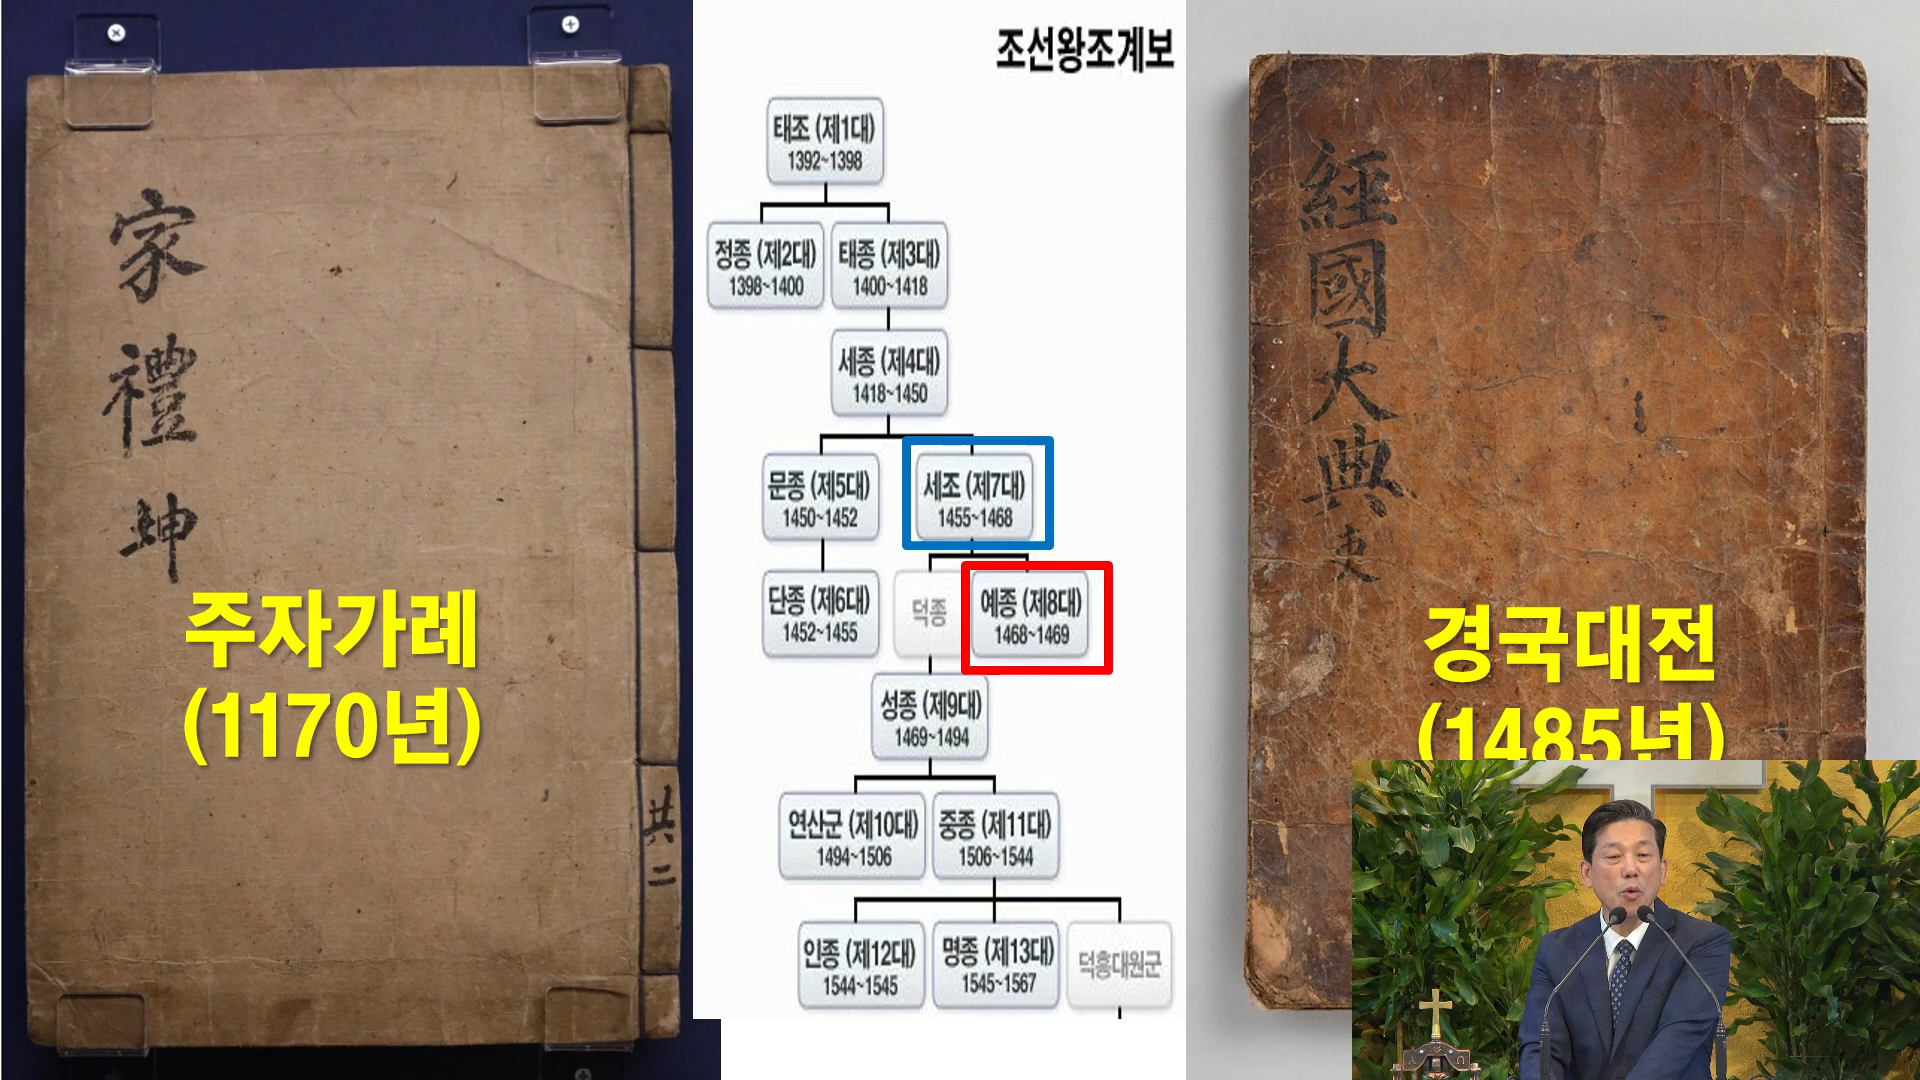 家
禮
坤
共
二
주자가례
(1170년)
조선왕조계보
태조 (제1대)
1392~1398
정종 (제2대)
1398~1400
태종 (제3대)
1400~1418
세종 (제4대)
1418~1450
문종 (제5대)
1450~1452
세조 (제7대)
1455~1468
단종 (제6대)
1452~1455
덕종
예종 (제8대)
1468~1469
성종 (제9대)
1469~1494
연산군 (제10대)
1494~1506
중종 (제11대)
1506~1544
인종 (제12대)
1544~1545
명종 (제13대)
1545~1567
덕흥대원군
經
國
大
典
吏
경국대전
(1485년)